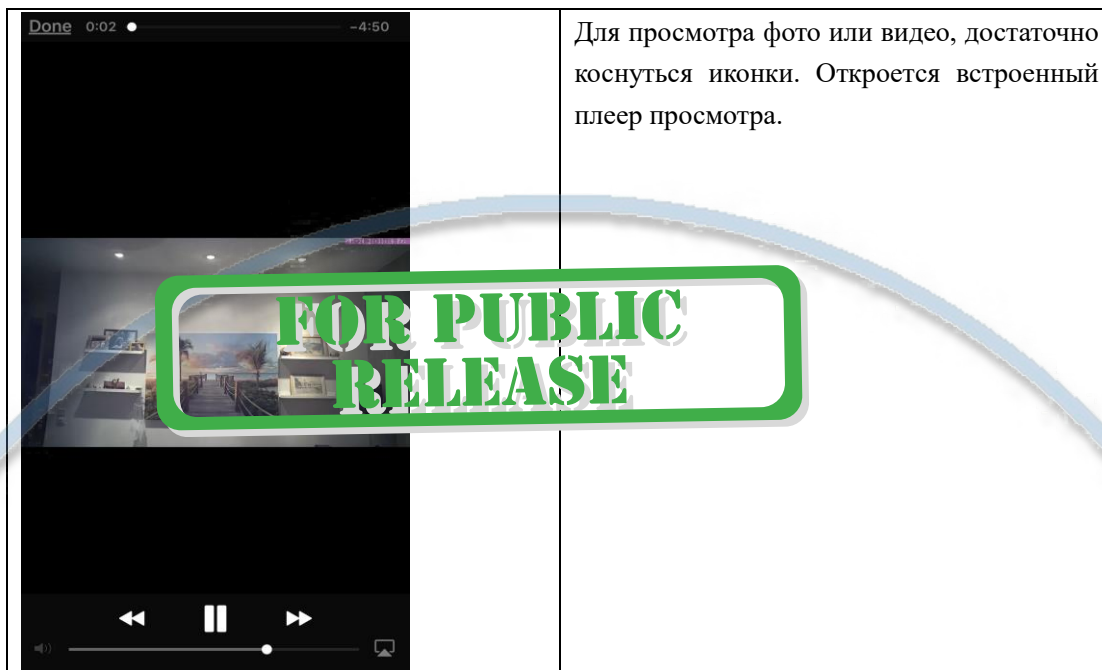 Done 0:02 -4:50
Для просмотра фото или видео, достаточно
коснуться иконки. Откроется встроенный
плеер просмотра.
FOR PUBLIC
RELEASE